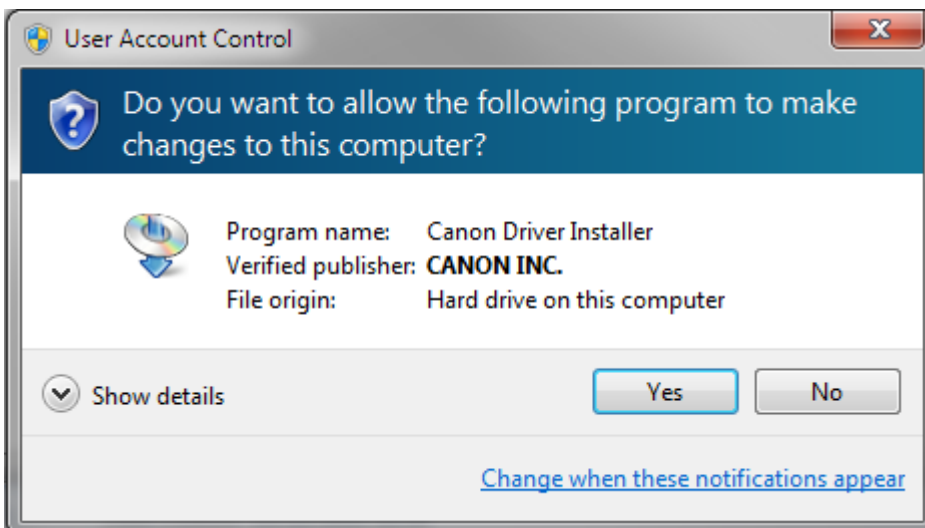 User Account Control
Do you want to allow the following program to make
changes to this computer?
Program name: Canon Driver Installer
Verified publisher: CANON INC.
File origin: Hard drive on this computer
Show details
Yes
No
Change when these notifications appear